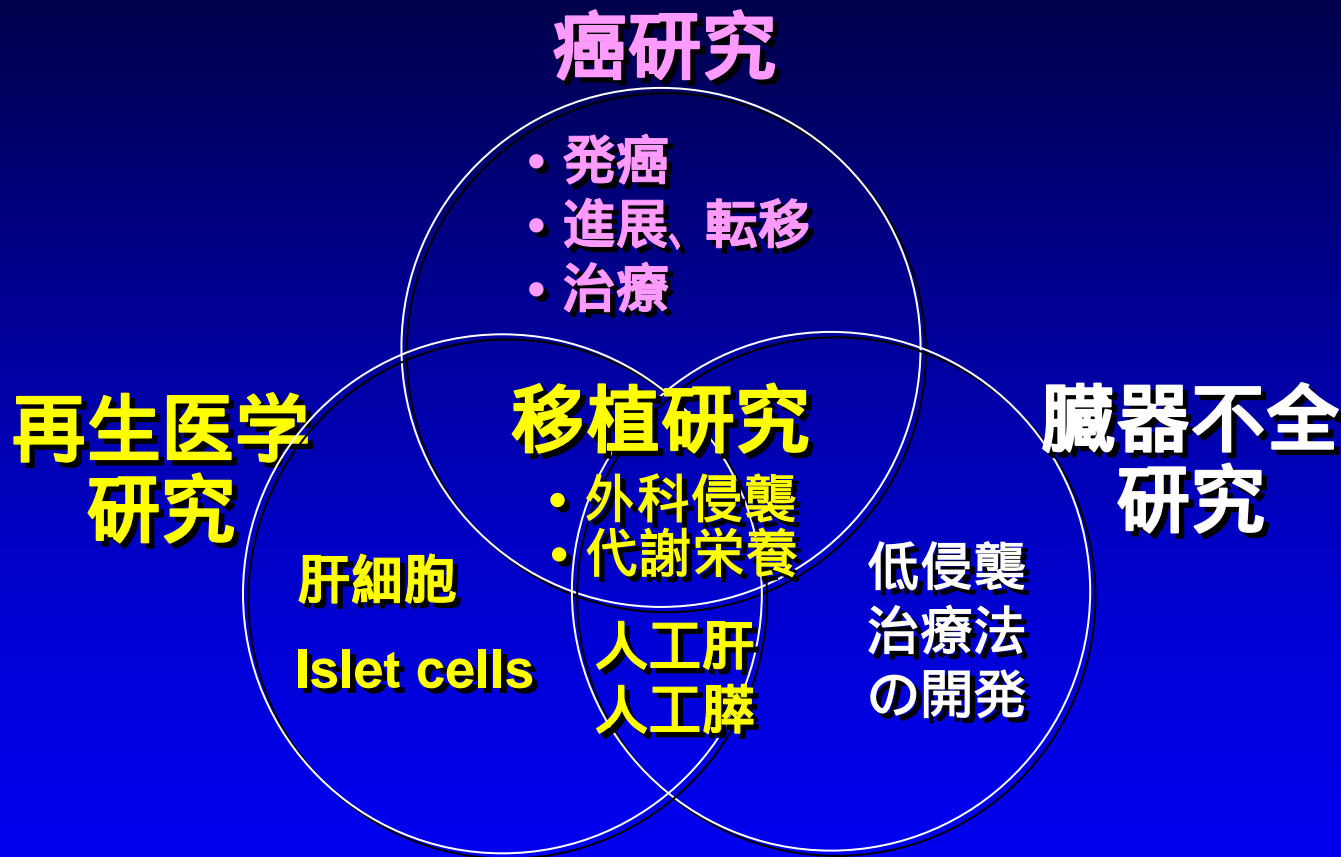 癌研究
• 発癌
• 進展、転移
• 治療
再生医学
研究
移植研究
• 外科侵襲
• 代謝栄養
臓器不全
研究
肝細胞
Islet cells
人工肝
人工膵
低侵襲
治療法
の開発